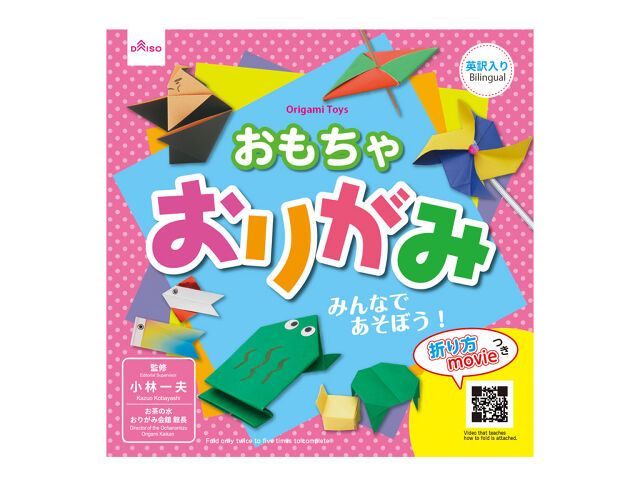 DAISO
英訳入り
Bilingual
Origami Toys
おもちゃ
おりがみ
みんなで
あそぼう!
折り方
movie
つき
監修
Editorial Supervisor
小林一夫
Kazuo Kobayashi
お茶の水
おりがみ会館 館長
Director of the Ochanomizu
Origami Kaikan
Fold only twice to five times to complete!
Video that teaches
how to fold is attached.